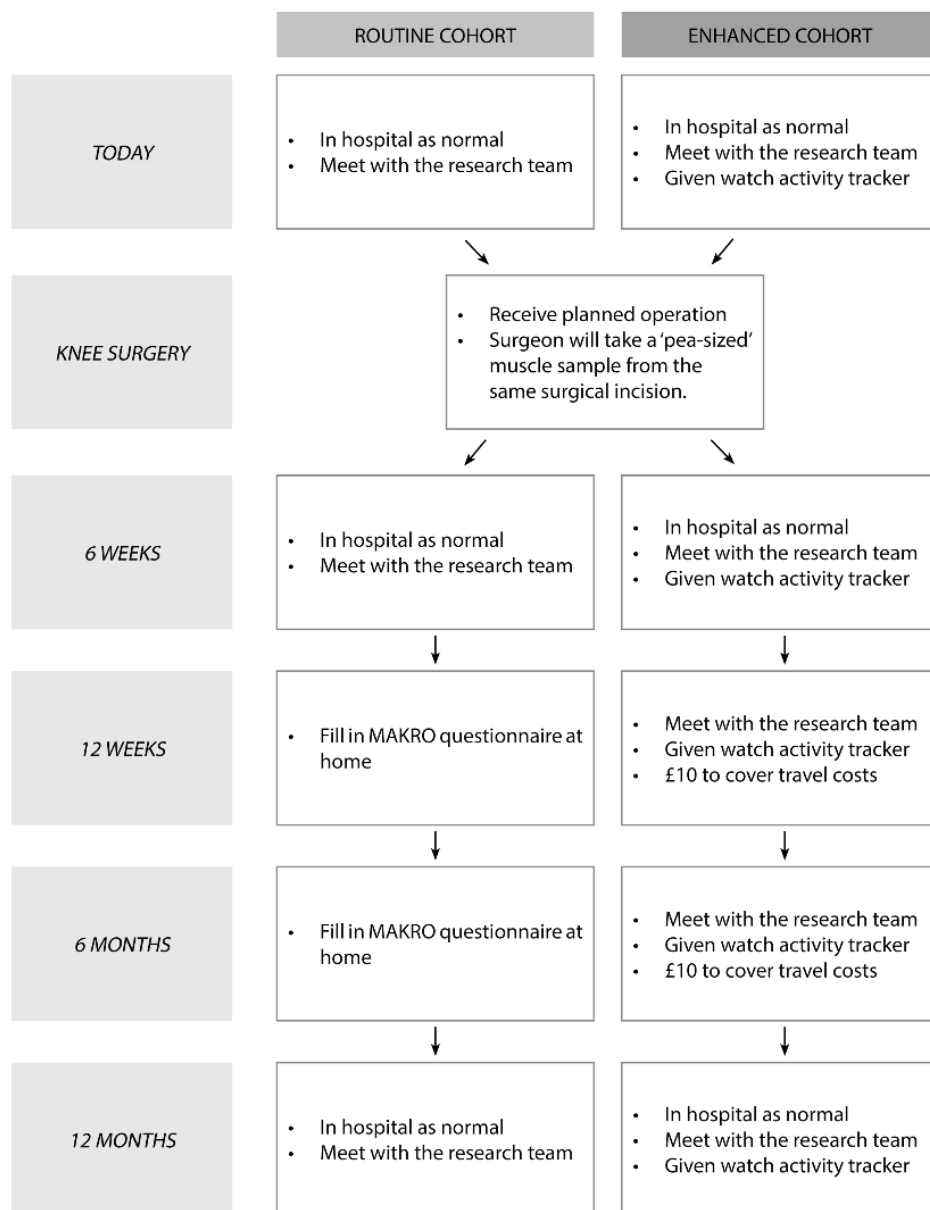 ROUTINE COHORT
ENHANCED COHORT
TODAY
• In hospital as normal
• Meet with the research team
• In hospital as normal
• Meet with the research team
• Given watch activity tracker
KNEE SURGERY
• Receive planned operation
• Surgeon will take a ‘pea-sized‘
muscle sample from the
same surgical incision.
6 WEEKS
• In hospital as normal
• Meet with the research team
• In hospital as normal
• Meet with the research team
• Given watch activity tracker
12 WEEKS
• Fill in MAKRO questionnaire at
home
• Meet with the research team
• Given watch activity tracker
• £10 to cover travel costs
6 MONTHS
• Fill in MAKRO questionnaire at
home
• Meet with the research team
• Given watch activity tracker
• £10 to cover travel costs
12 MONTHS
• In hospital as normal
• Meet with the research team
• In hospital as normal
• Meet with the research team
• Given watch activity tracker